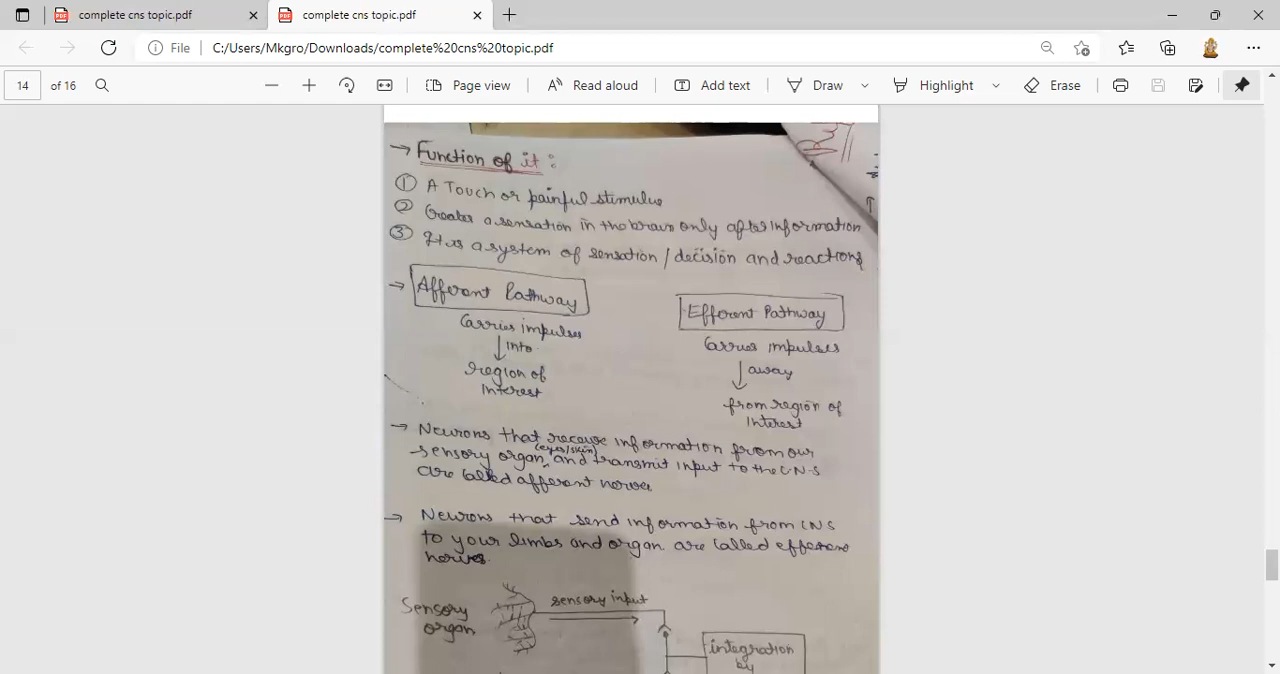 complete cns topic.pdf
complete cns topic.pdf
File
C:/Users/Mkgro/Downloads/complete%20cns%20topic.pdf
14 of 16
Page view
Read aloud
Add text
Draw
Highlight
Erase
→ Function of it :
① A Touch or painful stimulus
② Creates a sensation in the brain only after information
③ It is a system of sensation / decision and reactions
→ Afferent Pathway
Carries impulses
into
region of
interest
Efferent Pathway
Carries impulses
away
from region of
interest
→ Neurons that receive information from our
sensory organ (eyes/skin) and transmit input to the C.N.S
are called afferent nerves
→ Neurons that send information from CNS
to your limbs and organ are called efferent
nerves.
Sensory
organ
sensory input
integration
by